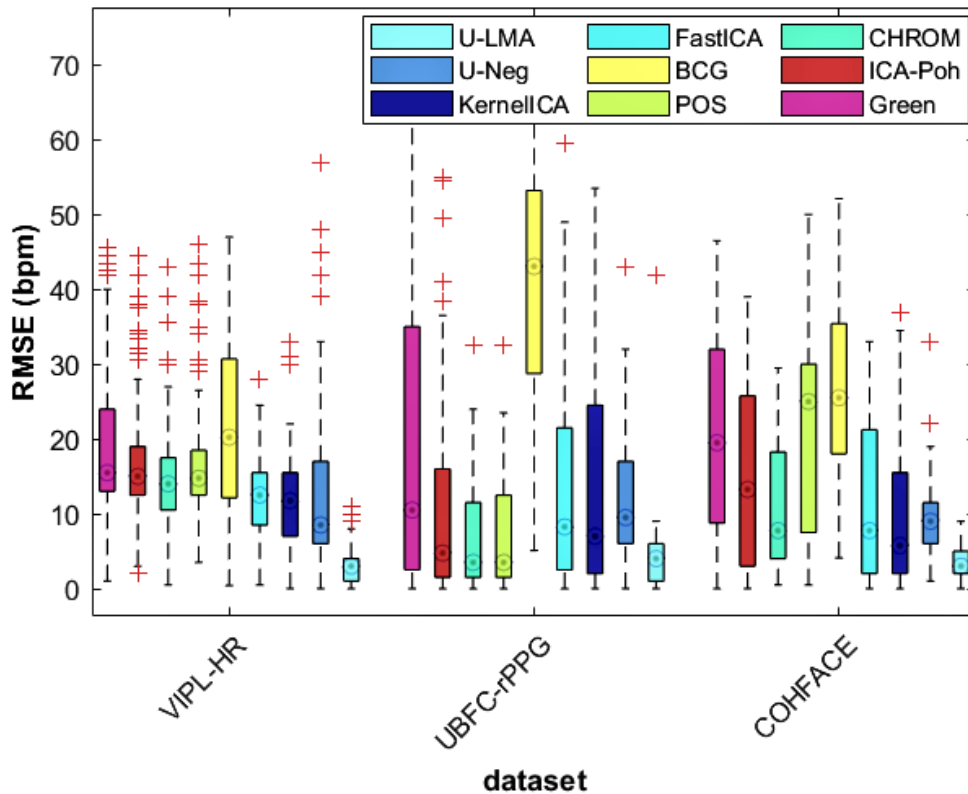 U-LMA FastICA CHROM
U-Neg BCG ICA-Poh
KernelICA POS Green
70
60
50
40
30
20
10
0
RMSE (bpm)
VIPL-HR UBFC-rPPG COHFACE
dataset